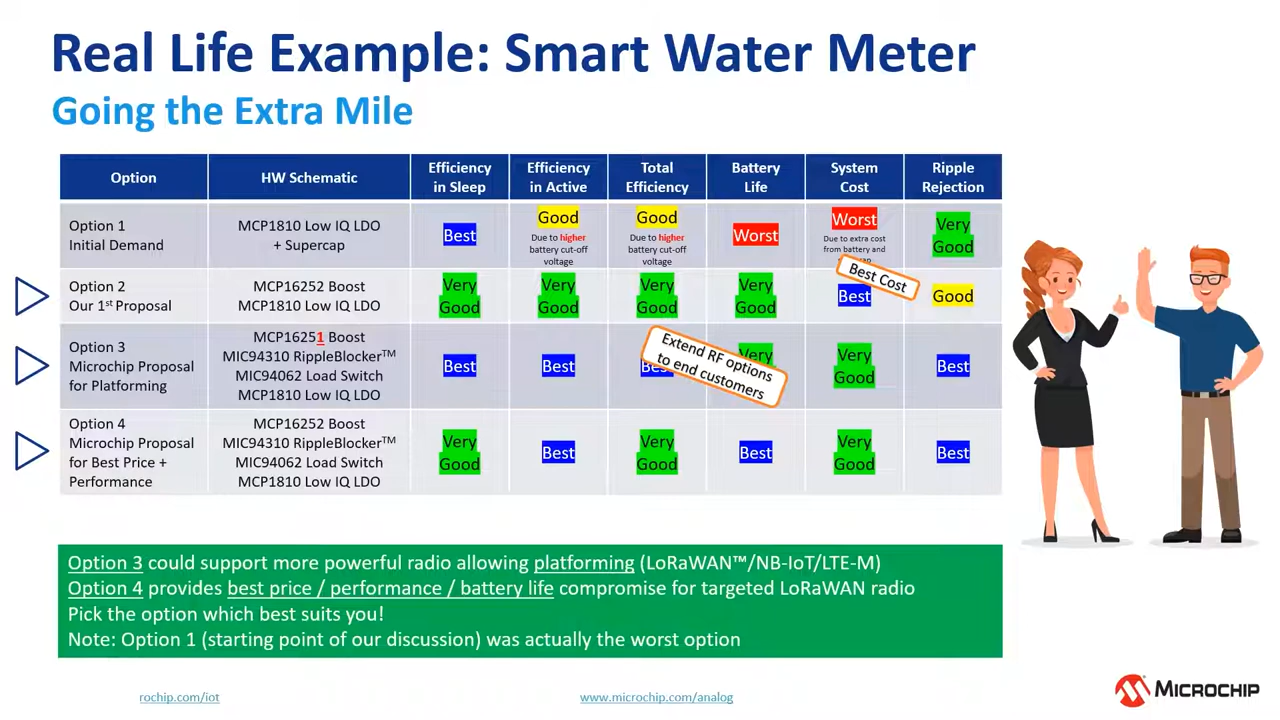 Real Life Example: Smart Water Meter
Going the Extra Mile
Option
HW Schematic
Efficiency
in Sleep
Efficiency
in Active
Total
Efficiency
Battery
Life
System
Cost
Ripple
Rejection
Option 1
Initial Demand
MCP1810 Low IQ LDO
+ Supercap
Best
Good
Due to higher
battery cut-off
voltage
Good
Due to higher
battery cut-off
voltage
Worst
Worst
Due to extra cost
from battery and
Very
Good
Option 2
Our 1st Proposal
MCP16252 Boost
MCP1810 Low IQ LDO
Very
Good
Very
Good
Very
Good
Very
Good
Best Cost
Best
Good
Option 3
Microchip Proposal
for Platforming
MCP16251 Boost
MIC94310 RippleBlocker™
MIC94062 Load Switch
MCP1810 Low IQ LDO
Best
Best
Best
Extend RF options
to end customers
Very
Very
Good
Best
Option 4
Microchip Proposal
for Best Price +
Performance
MCP16252 Boost
MIC94310 RippleBlocker™
MIC94062 Load Switch
MCP1810 Low IQ LDO
Very
Good
Best
Very
Good
Best
Very
Good
Best
Option 3 could support more powerful radio allowing platforming (LoRaWAN™/NB-IoT/LTE-M)
Option 4 provides best price / performance / battery life compromise for targeted LoRaWAN radio
Pick the option which best suits you!
Note: Option 1 (starting point of our discussion) was actually the worst option
rochip.com/iot
www.microchip.com/analog
MICROCHIP